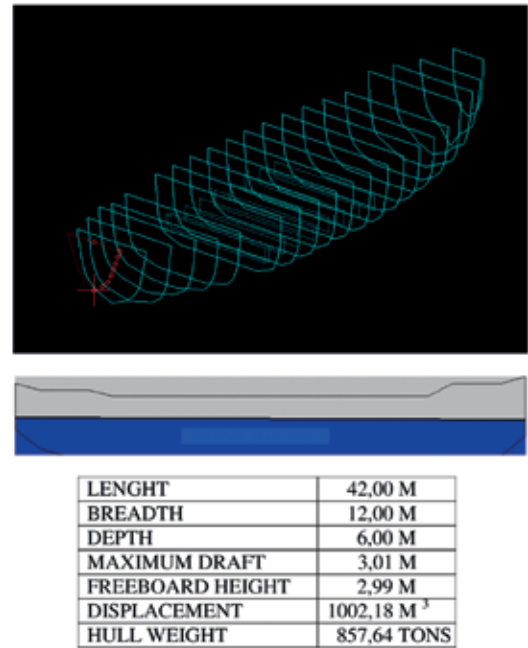 LENGHT 42,00 M
BREADTH 12,00 M
DEPTH 6,00 M
MAXIMUM DRAFT 3,01 M
FREEBOARD HEIGHT 2,99 M
DISPLACEMENT 1002,18 M ³
HULL WEIGHT 857,64 TONS